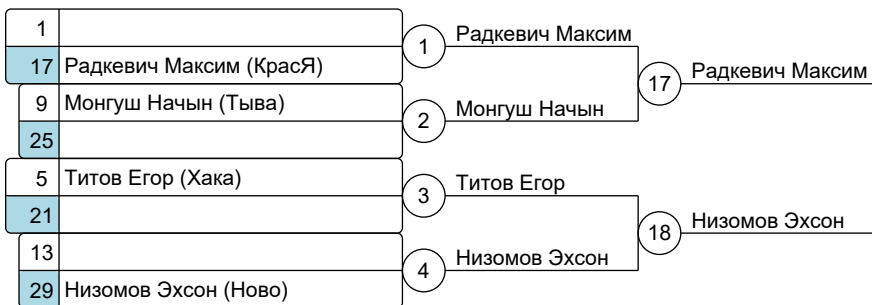 1
17 Радкевич Максим (КрасЯ)
1 Радкевич Максим
9 Монгуш Начын (Тыва)
25
2 Монгуш Начын
17 Радкевич Максим
5 Титов Егор (Хака)
21
3 Титов Егор
13
29 Низомов Эхсон (Ново)
4 Низомов Эхсон
18 Низомов Эхсон